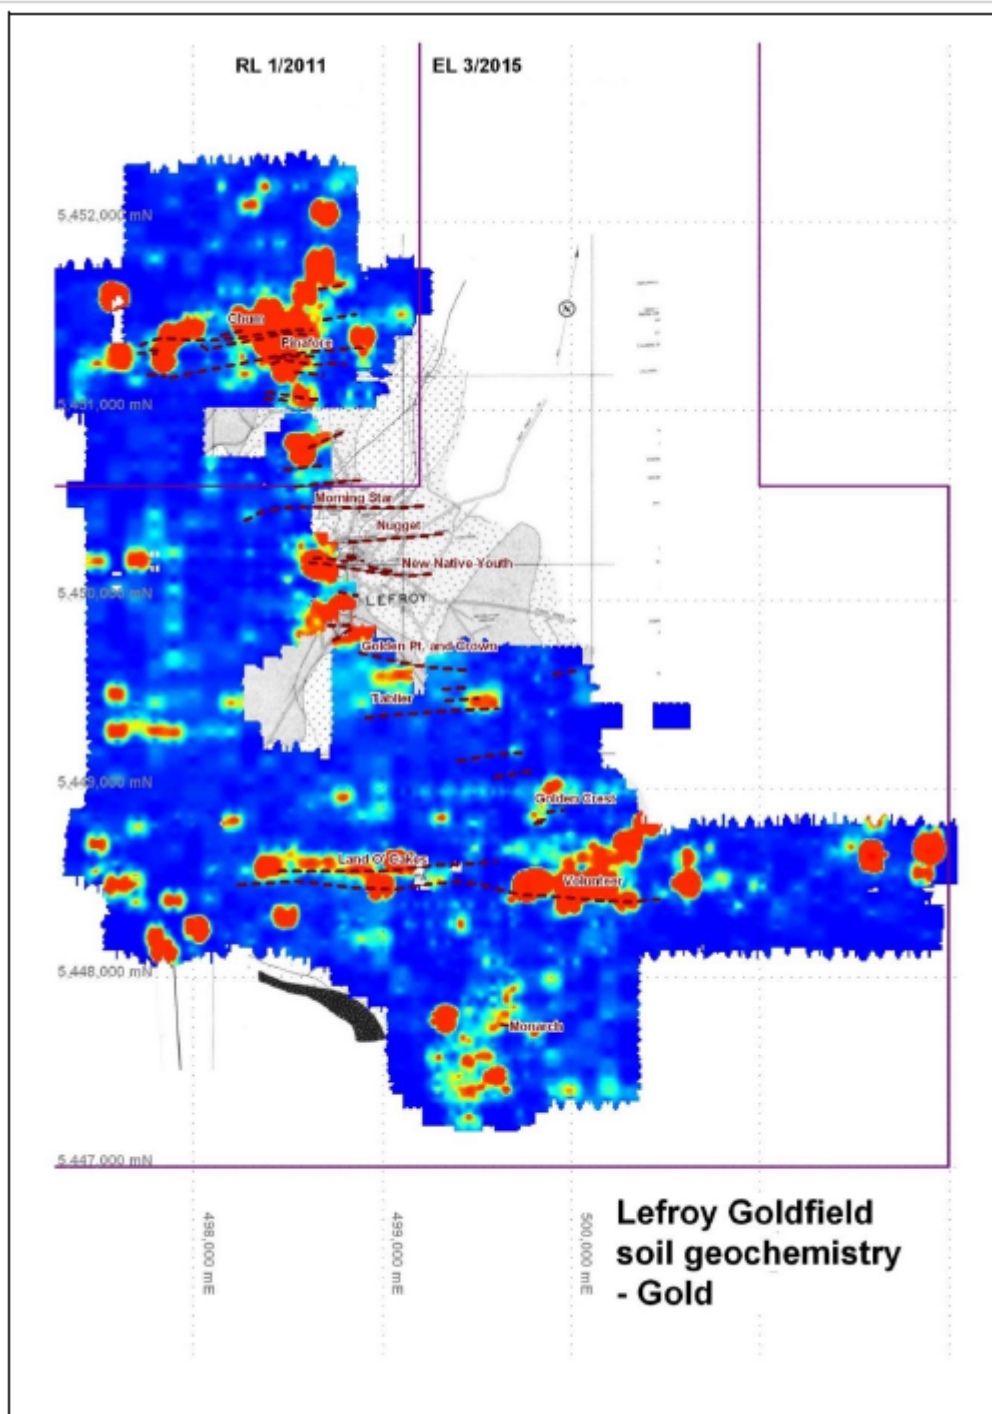 RL 1/2011
EL 3/2015
5,452,000 mN
Chum
Pinafore
5,451,000 mN
Morning Star
Nugget
New Native Youth
5,450,000 mN
LEFROY
Golden Pt. and Crown
Tablier
5,449,000 mN
Golden Crest
Land O' Cakes
Volunteer
5,448,000 mN
Monarch
5,447,000 mN
498,000 mE
499,000 mE
500,000 mE
Lefroy Goldfield
soil geochemistry
- Gold